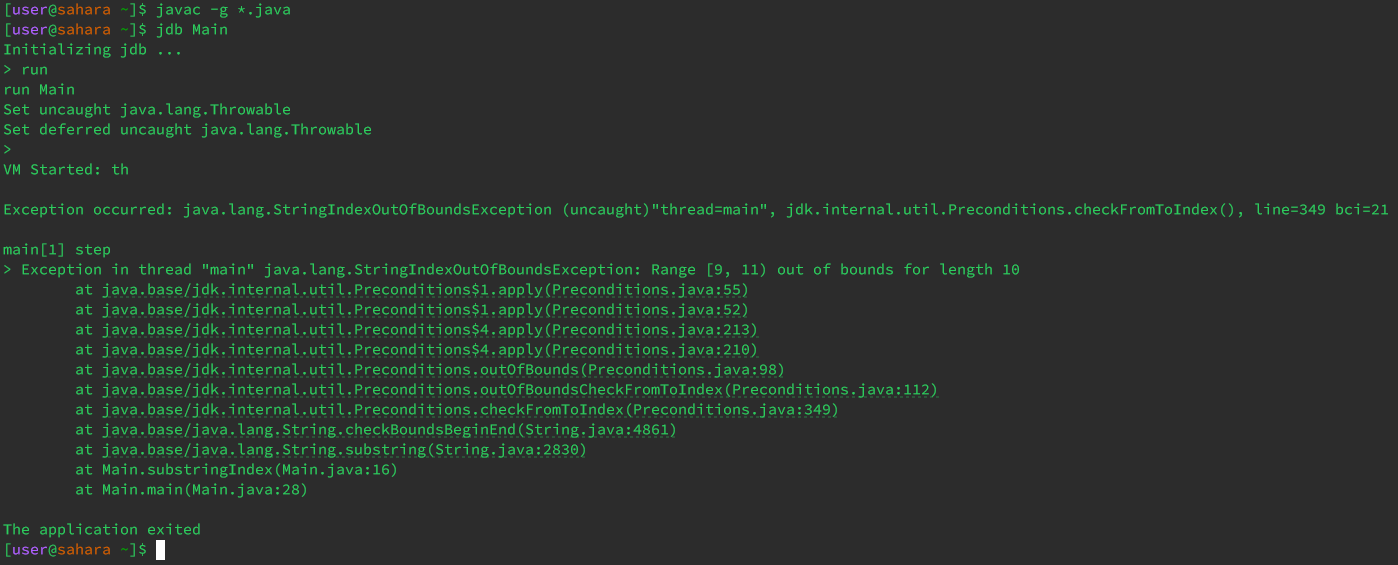 [user@sahara ~]$ javac -g *.java
[user@sahara ~]$ jdb Main
Initializing jdb ...
> run
run Main
Set uncaught java.lang.Throwable
Set deferred uncaught java.lang.Throwable
>
VM Started: th
Exception occurred: java.lang.StringIndexOutOfBoundsException (uncaught)"thread=main", jdk.internal.util.Preconditions.checkFromToIndex(), line=349 bci=21
main[1] step
> Exception in thread "main" java.lang.StringIndexOutOfBoundsException: Range [9, 11) out of bounds for length 10
at java.base/jdk.internal.util.Preconditions$1.apply(Preconditions.java:55)
at java.base/jdk.internal.util.Preconditions$1.apply(Preconditions.java:52)
at java.base/jdk.internal.util.Preconditions$4.apply(Preconditions.java:213)
at java.base/jdk.internal.util.Preconditions$4.apply(Preconditions.java:210)
at java.base/jdk.internal.util.Preconditions.outOfBounds(Preconditions.java:98)
at java.base/jdk.internal.util.Preconditions.outOfBoundsCheckFromToIndex(Preconditions.java:112)
at java.base/jdk.internal.util.Preconditions.checkFromToIndex(Preconditions.java:349)
at java.base/java.lang.String.checkBoundsBeginEnd(String.java:4861)
at java.base/java.lang.String.substring(String.java:2830)
at Main.substringIndex(Main.java:16)
at Main.main(Main.java:28)
The application exited
[user@sahara ~]$